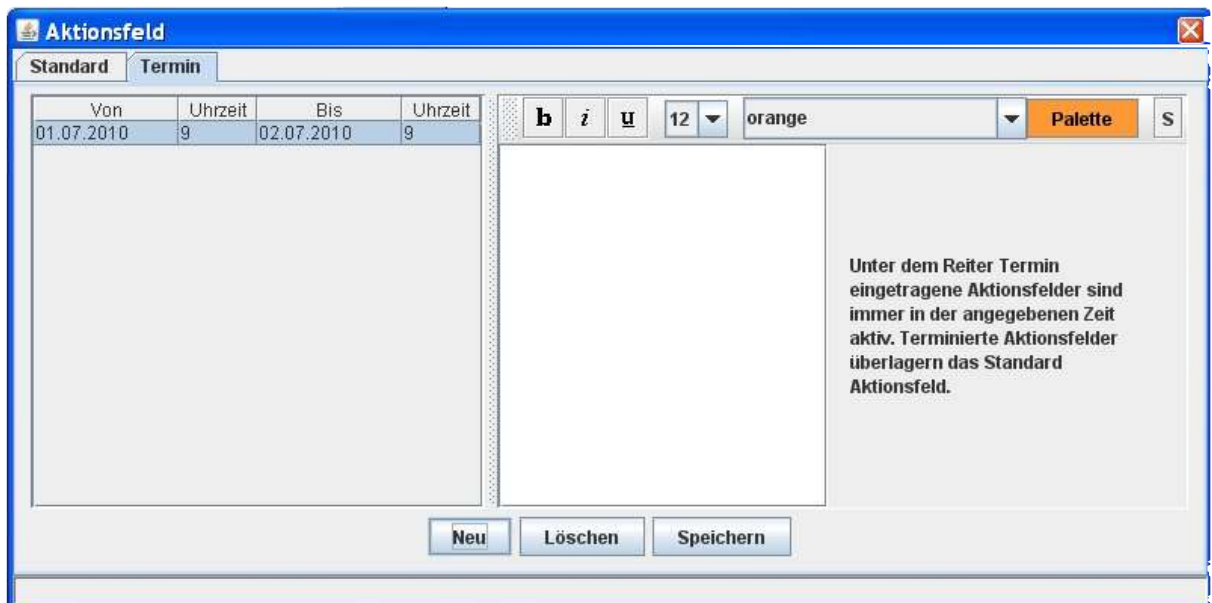 Aktionsfeld
Standard Termin
Von Uhrzeit Bis Uhrzeit
01.07.2010 9 02.07.2010 9
b i u 12 orange Palette S
Unter dem Reiter Termin
eingetragene Aktionsfelder sind
immer in der angegebenen Zeit
aktiv. Terminierte Aktionsfelder
überlagern das Standard
Aktionsfeld.
Neu Löschen Speichern